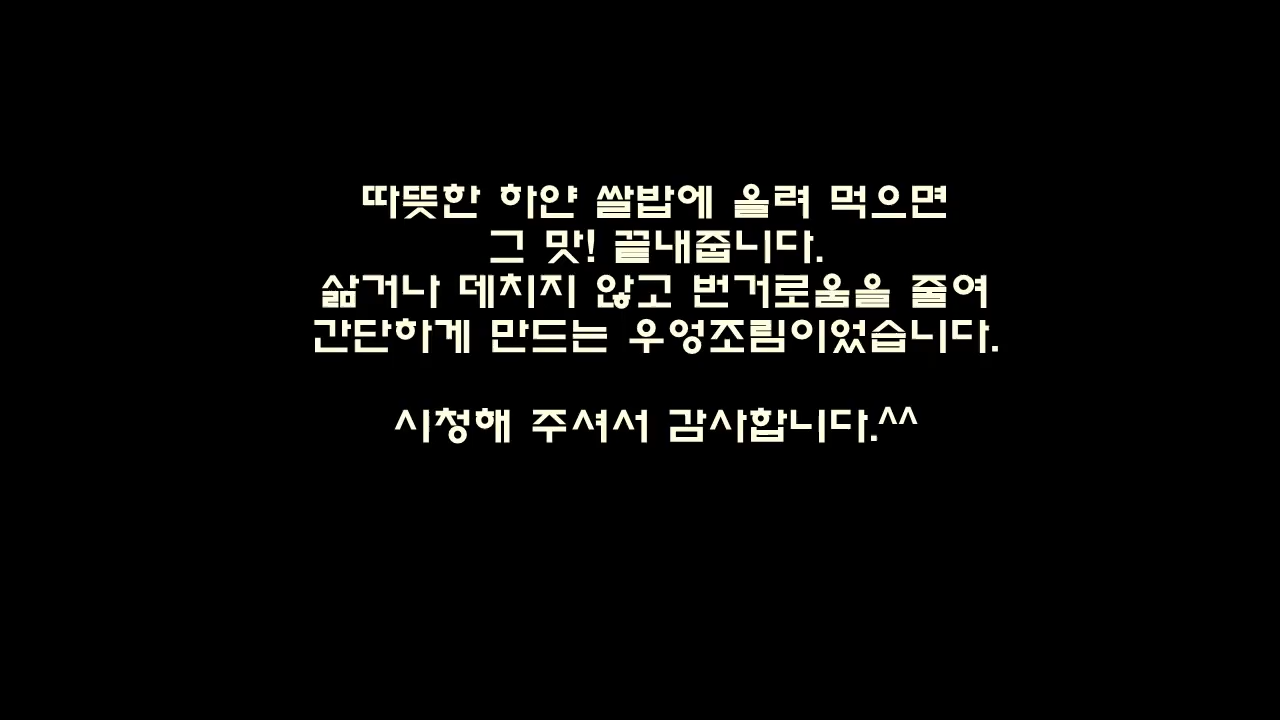 따뜻한 하얀 쌀밥에 올려 먹으면
그 맛! 끝내줍니다.
삶거나 데치지 않고 번거로움을 줄여
간단하게 만드는 우엉조림이었습니다.
시청해 주셔서 감사합니다.^^